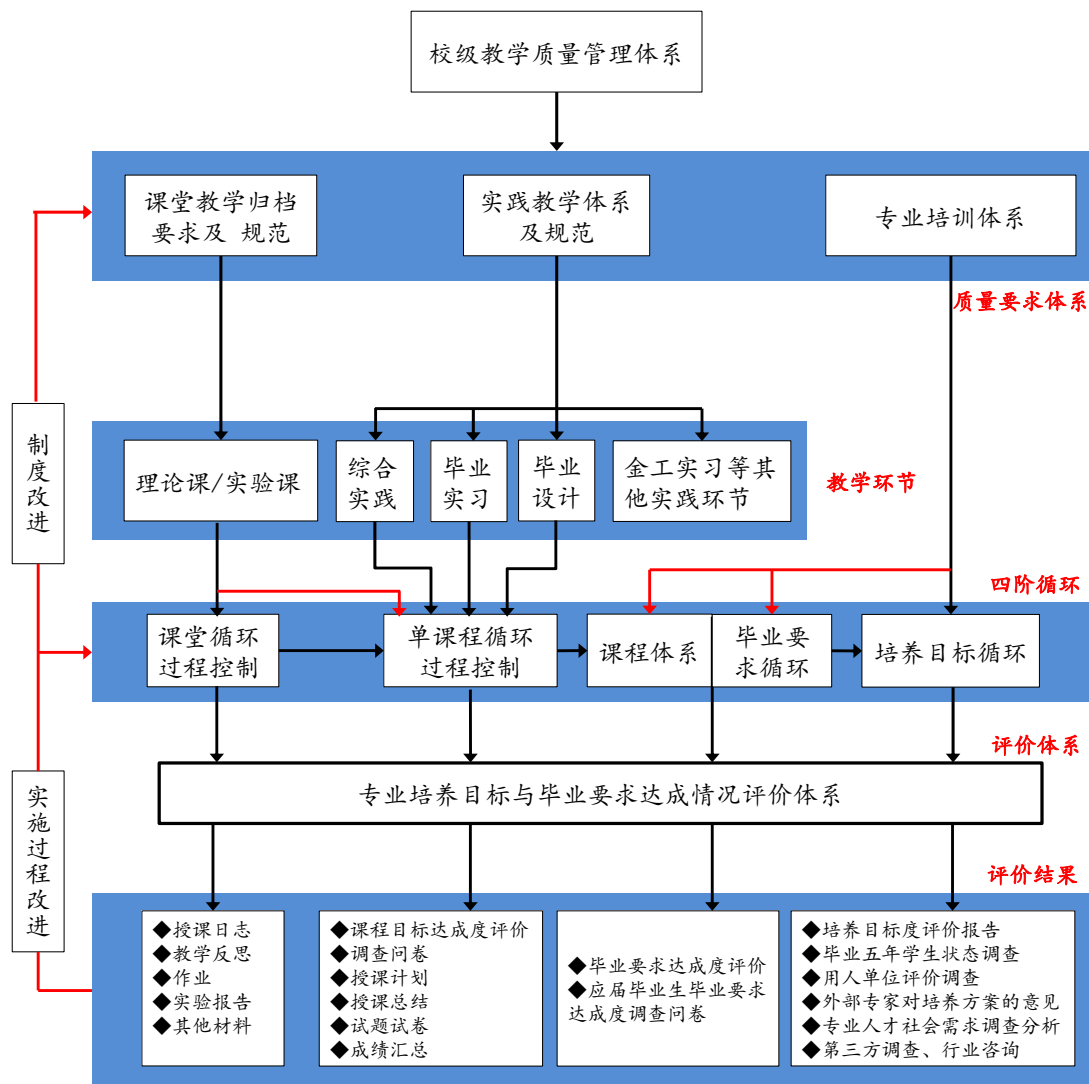 校级教学质量管理体系
课堂教学归档
要求及 规范
实践教学体系
及规范
专业培训体系
质量要求体系
制
度
改
进
理论课/实验课
综合
实践
毕业
实习
毕业
设计
金工实习等其
他实践环节
教学环节
四阶循环
课堂循环
过程控制
单课程循环
过程控制
课程体系
毕业要
求循环
培养目标循环
评价体系
专业培养目标与毕业要求达成情况评价体系
实
施
过
程
改
进
评价结果
◆授课日志
◆教学反思
◆作业
◆实验报告
◆其他材料
◆课程目标达成度评价
◆调查问卷
◆授课计划
◆授课总结
◆试题试卷
◆成绩汇总
◆毕业要求达成度评价
◆应届毕业生毕业要求
达成度调查问卷
◆培养目标度评价报告
◆毕业五年学生状态调查
◆用人单位评价调查
◆外部专家对培养方案的意见
◆专业人才社会需求调查分析
◆第三方调查、行业咨询